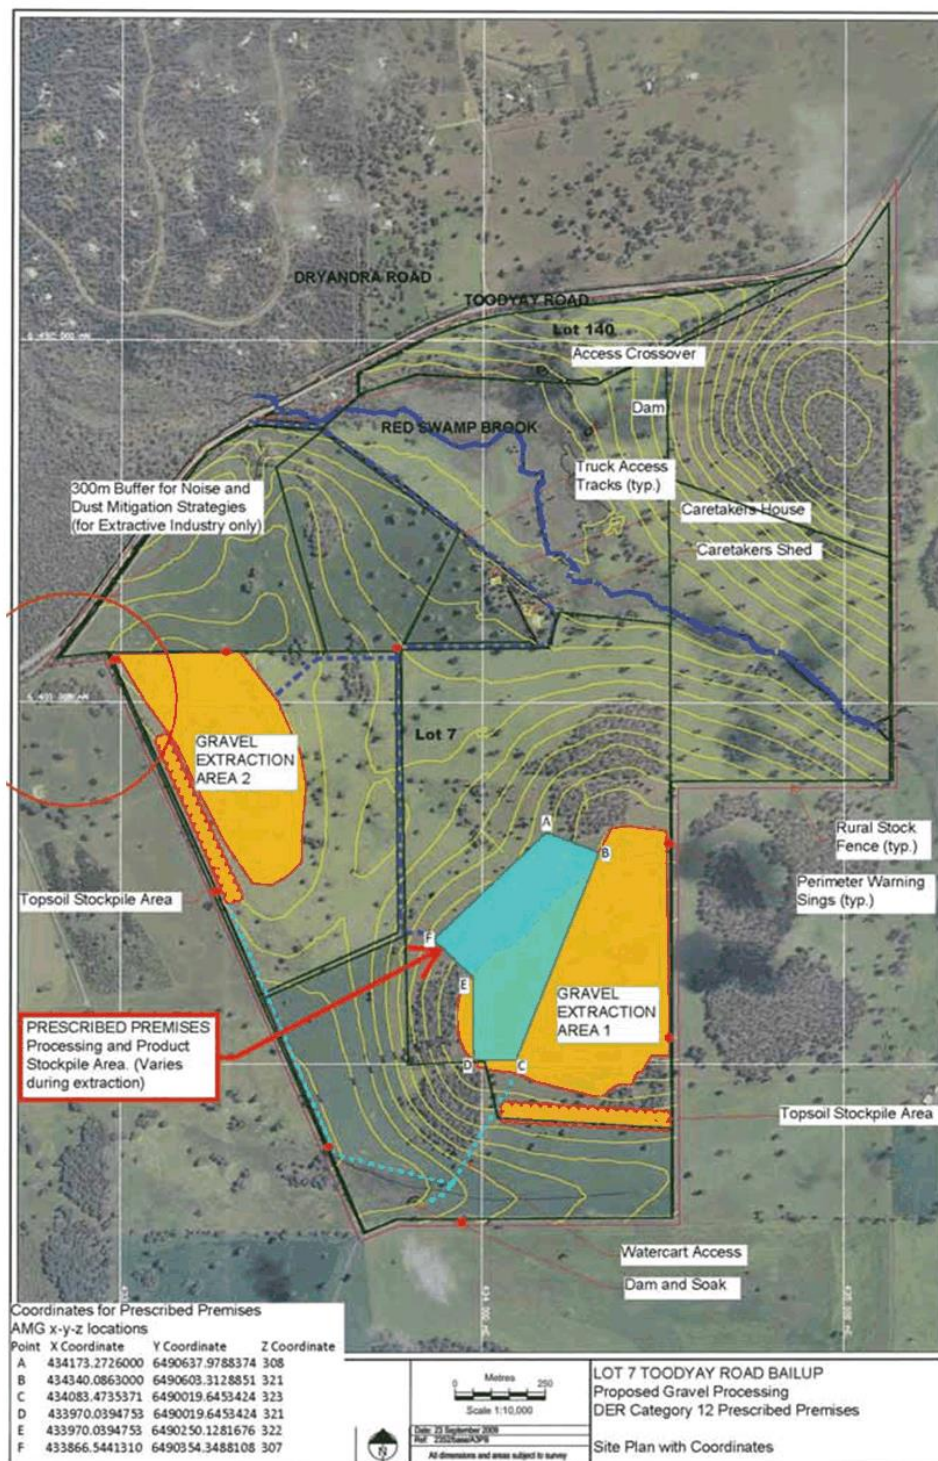 DRYANDRA ROAD
TOODYAY ROAD
Lot 140
Access Crossover
Dam
RED SWAMP BROOK
Truck Access
Tracks (typ.)
300m Buffer for Noise and
Dust Mitigation Strategies
(for Extractive Industry only)
Caretakers House
Caretakers Shed
Lot 7
GRAVEL
EXTRACTION
AREA 2
A
B
Rural Stock
Fence (typ.)
Perimeter Warning
Sings (typ.)
Topsoil Stockpile Area
F
E
GRAVEL
EXTRACTION
AREA 1
PRESCRIBED PREMISES
Processing and Product
Stockpile Area. (Varies
during extraction)
D
C
Topsoil Stockpile Area
Watercart Access
Dam and Soak
Coordinates for Prescribed Premises
AMG x-y-z locations
Point X Coordinate Y Coordinate Z Coordinate
A 434173.2726000 6490637.9788374 308
B 434340.0863000 6490603.3128851 321
C 434083.4735371 6490019.6453424 323
D 433970.0394753 6490019.6453424 321
E 433970.0394753 6490250.1281676 322
F 433866.5441310 6490354.3488108 307
N
Metres
0 250
Scale 1:10,000
Date: 23 September 2009
All dimensions and areas subject to survey
LOT 7 TOODYAY ROAD BAILUP
Proposed Gravel Processing
DER Category 12 Prescribed Premises
Site Plan with Coordinates